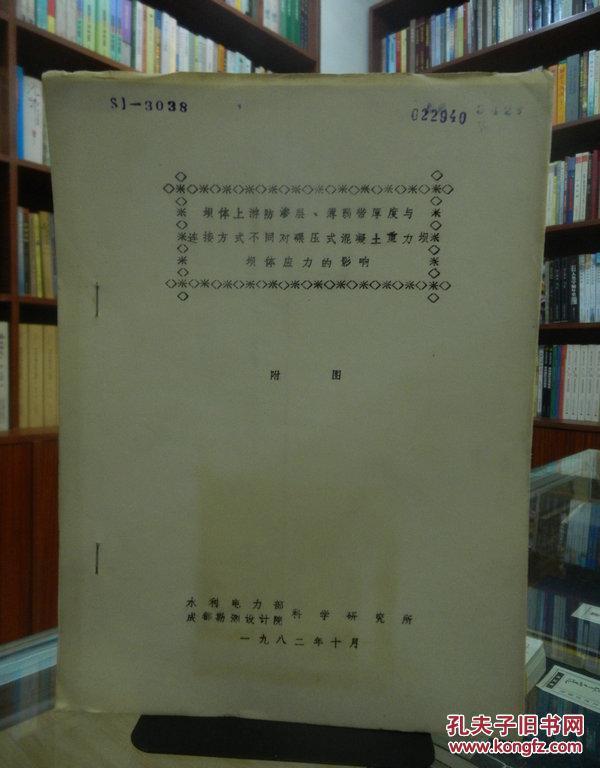 SJ—3038
022940
坝体上游防渗层、薄弱带厚度与
连接方式不同对碾压式混凝土重力坝
坝体应力的影响
附 图
水利电力部
成都勘测设计院 科学研究所
一九八二年十月
孔夫子旧书网
www.kongfz.com